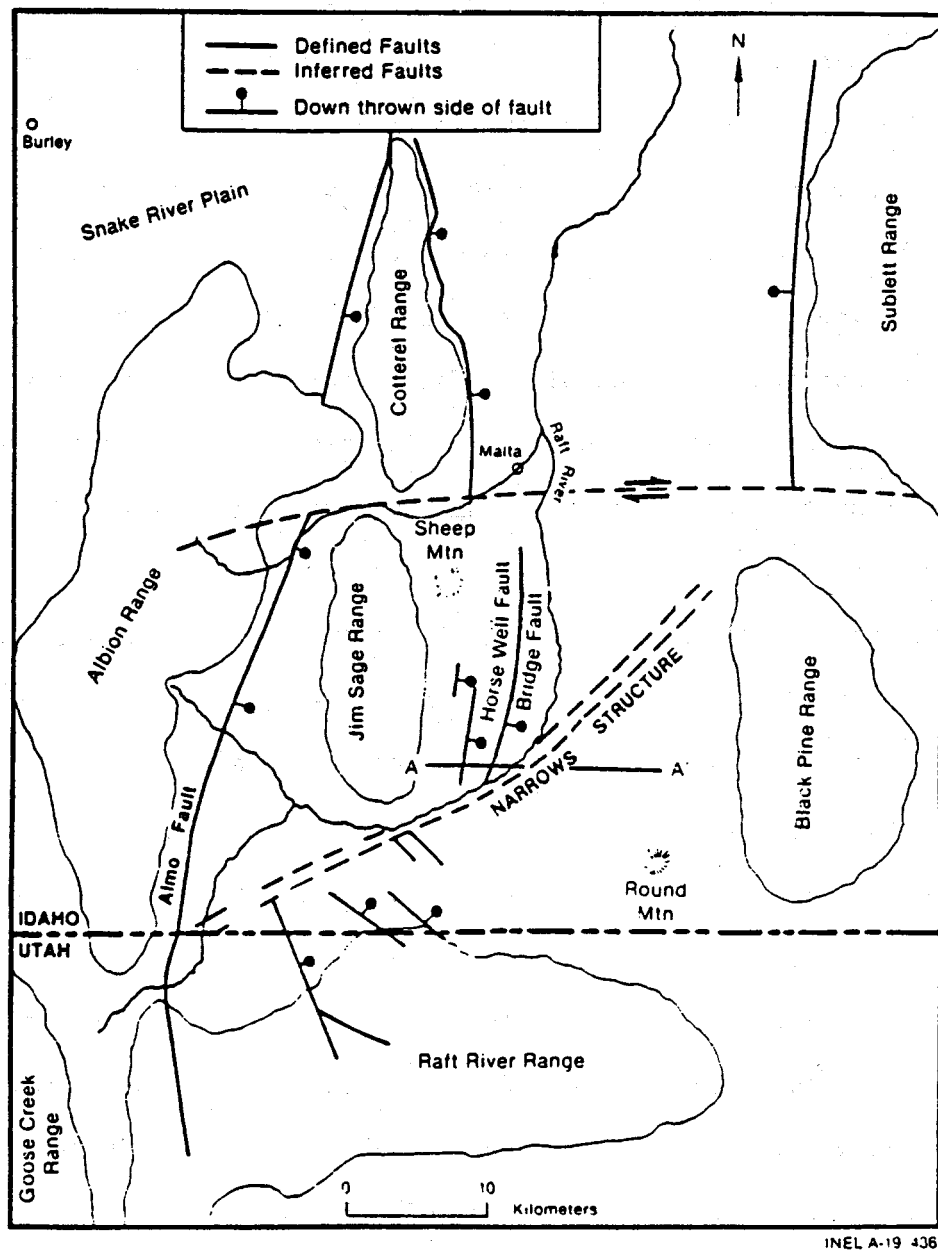 Defined Faults
Inferred Faults
Down thrown side of fault
N
Burley
Snake River Plain
Cotterel Range
Sublett Range
Malta
Raft River
Sheep
Mtn
Albion Range
Jim Sage Range
Horse Well Fault
Bridge Fault
NARROWS STRUCTURE
Black Pine Range
A
A'
Almo Fault
Round
Mtn
IDAHO
UTAH
Raft River Range
Goose Creek
Range
0 10
Kilometers
INEL A-19 436